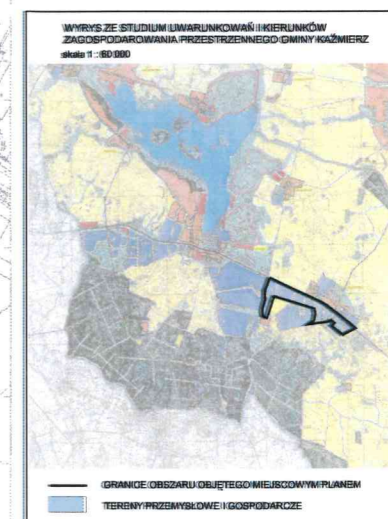 WYRYS ZE STUDIUM UWARUNKOWAŃ I KIERUNKÓW
ZAGOSPODAROWANIA PRZESTRZENNEGO GMINY KAŹMIERZ
skala 1 : 60 000
GRANICE OBSZARU OBJĘTEGO MIEJSCOWYM PLANEM
TERENY PRZEMYSŁOWE I GOSPODARCZE